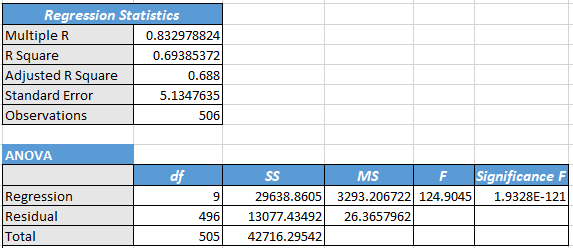 Regression Statistics
Multiple R 0.832978824
R Square 0.69385372
Adjusted R Square 0.688
Standard Error 5.1347635
Observations 506
ANOVA
df SS MS F Significance F
Regression 9 29638.8605 3293.206722 124.9045 1.9328E-121
Residual 496 13077.43492 26.3657962
Total 505 42716.29542